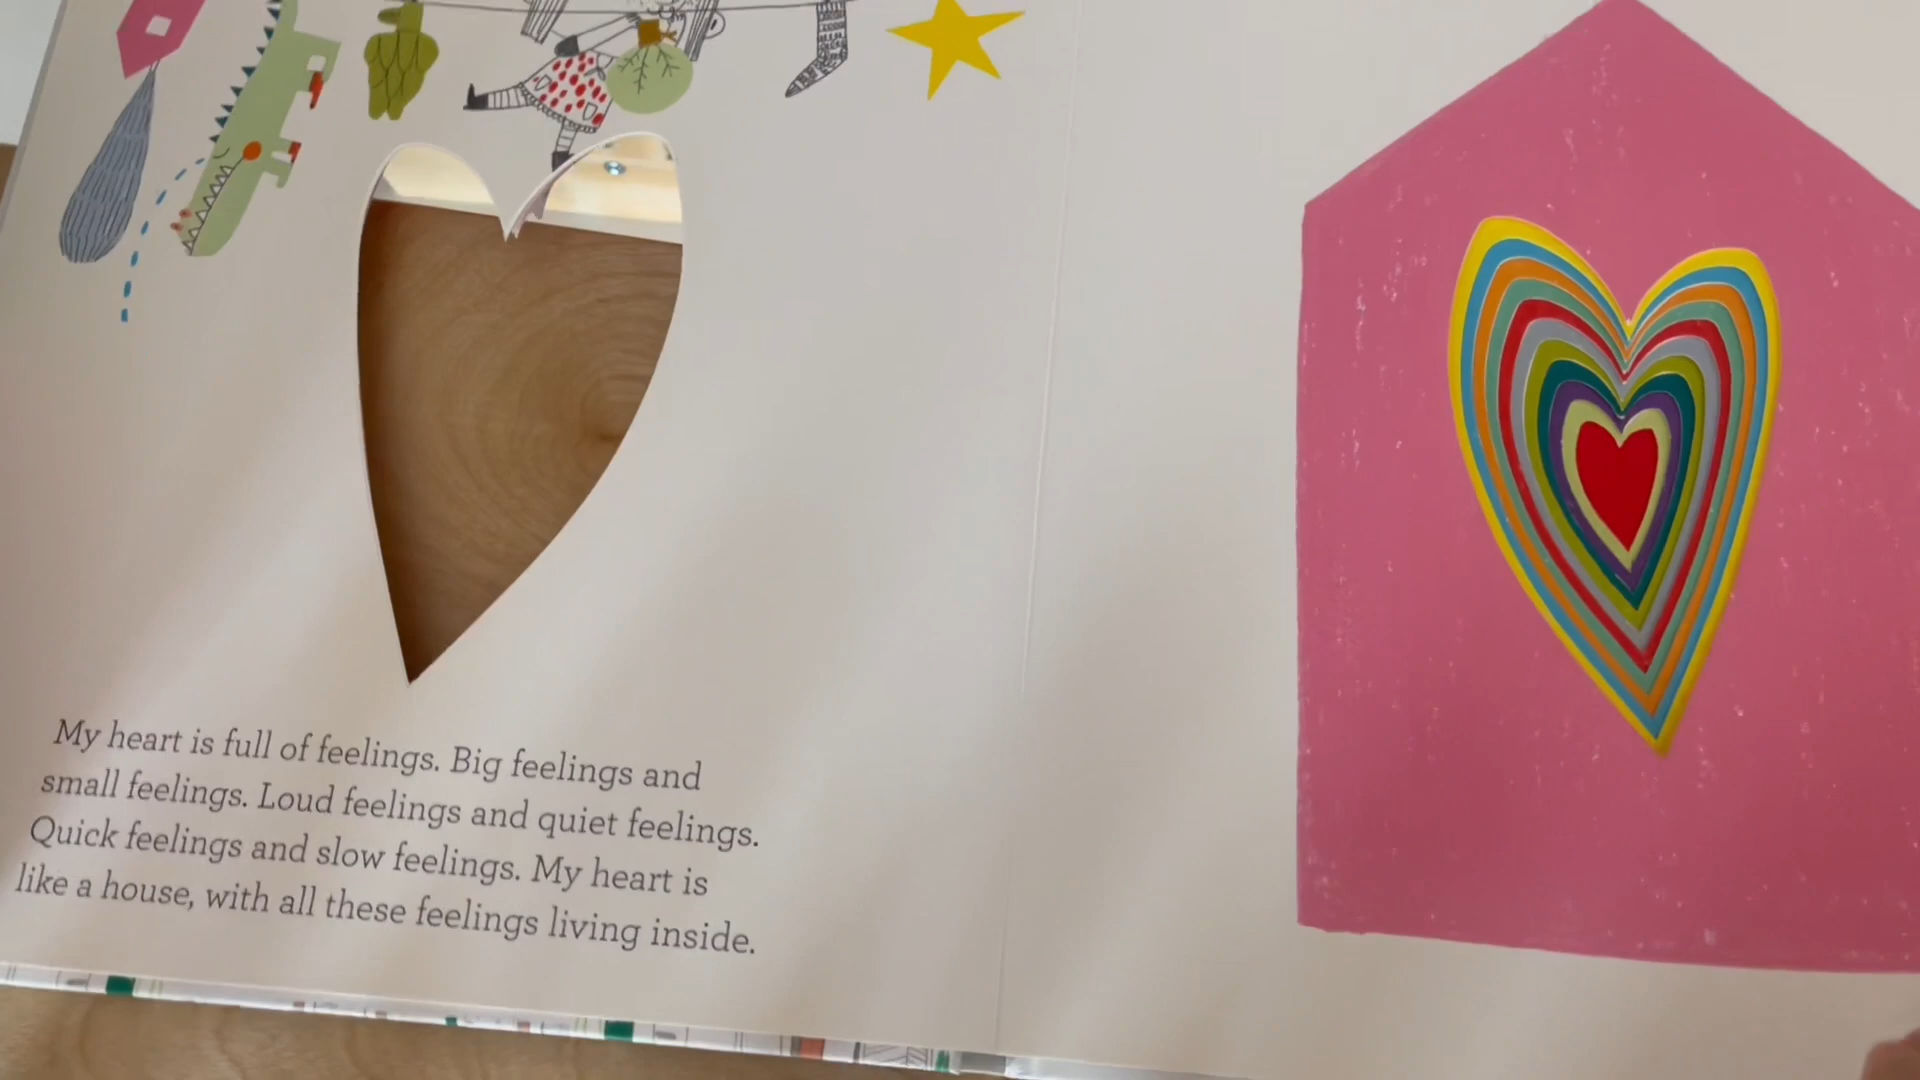 My heart is full of feelings. Big feelings and
small feelings. Loud feelings and quiet feelings.
Quick feelings and slow feelings. My heart is
like a house, with all these feelings living inside.